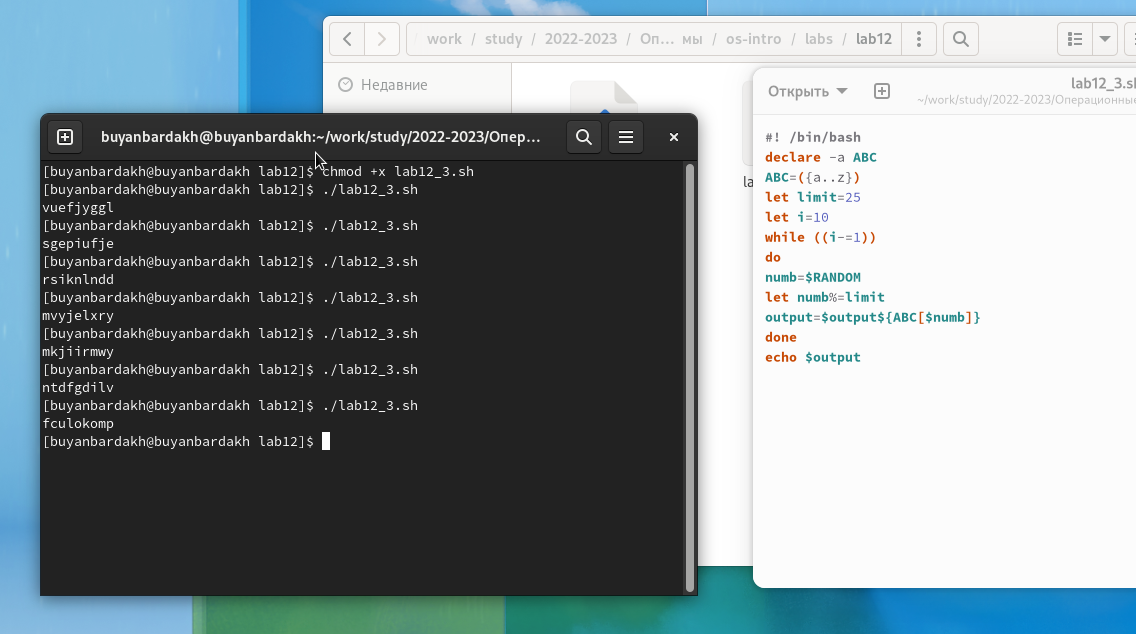 work / study / 2022-2023 / Оп... мы / os-intro / labs / lab12
Недавние
buyanbardakh@buyanbardakh:~/work/study/2022-2023/Опер...
[buyanbardakh@buyanbardakh lab12]$ chmod +x lab12_3.sh
[buyanbardakh@buyanbardakh lab12]$ ./lab12_3.sh
vuefjyggl
[buyanbardakh@buyanbardakh lab12]$ ./lab12_3.sh
sgepiufje
[buyanbardakh@buyanbardakh lab12]$ ./lab12_3.sh
rsiknlndd
[buyanbardakh@buyanbardakh lab12]$ ./lab12_3.sh
mvyjelxry
[buyanbardakh@buyanbardakh lab12]$ ./lab12_3.sh
mkjiirmwy
[buyanbardakh@buyanbardakh lab12]$ ./lab12_3.sh
ntdfgdilv
[buyanbardakh@buyanbardakh lab12]$ ./lab12_3.sh
fculokomp
[buyanbardakh@buyanbardakh lab12]$
la
Открыть
lab12_3.sh
~/work/study/2022-2023/Операционные
#! /bin/bash
declare -a ABC
ABC=({a..z})
let limit=25
let i=10
while ((i-=1))
do
numb=$RANDOM
let numb%=limit
output=$output${ABC[$numb]}
done
echo $output